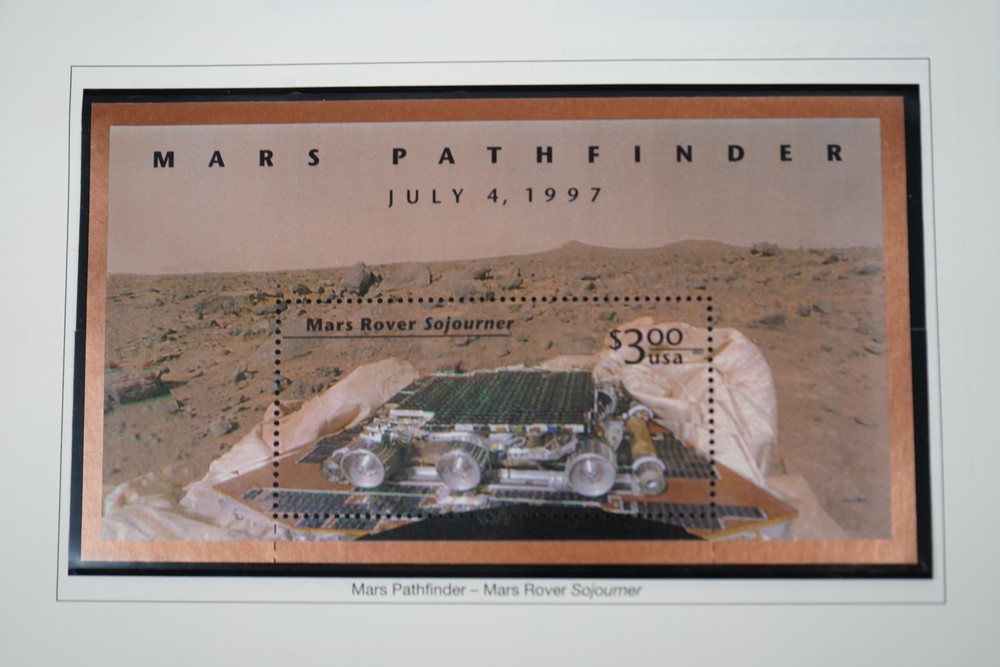 MARS PATHFINDER
JULY 4, 1997
Mars Rover Sojourner
$3.00
usa
Mars Pathfinder – Mars Rover Sojourner